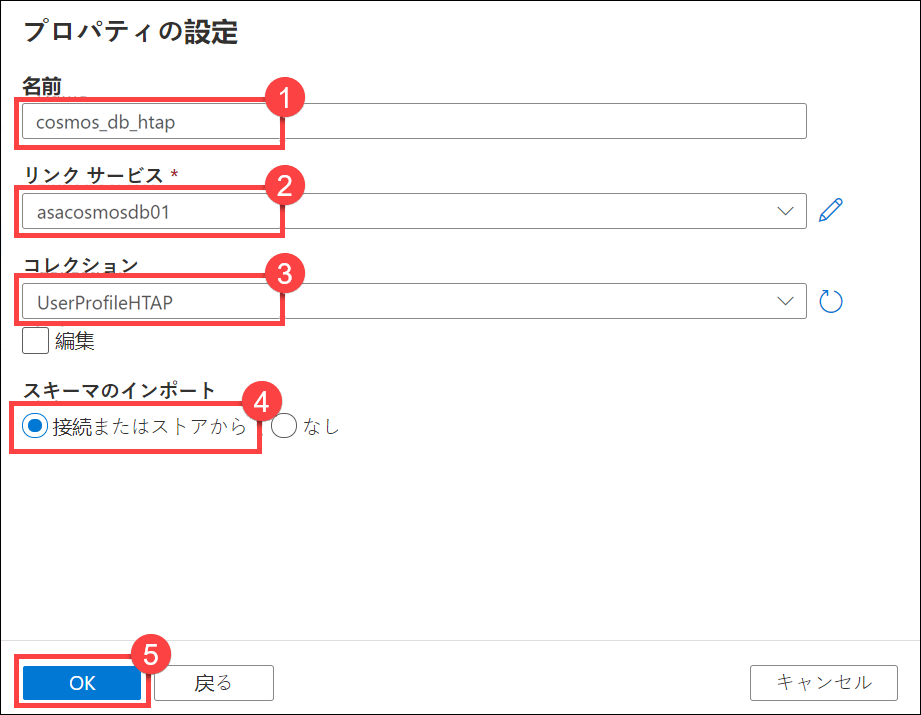 プロパティの設定
名前
1
cosmos_db_htap
リンク サービス *
2
asacosmosdb01
コレクション
3
UserProfileHTAP
編集
スキーマのインポート
4
接続またはストアから なし
5
OK 戻る キャンセル